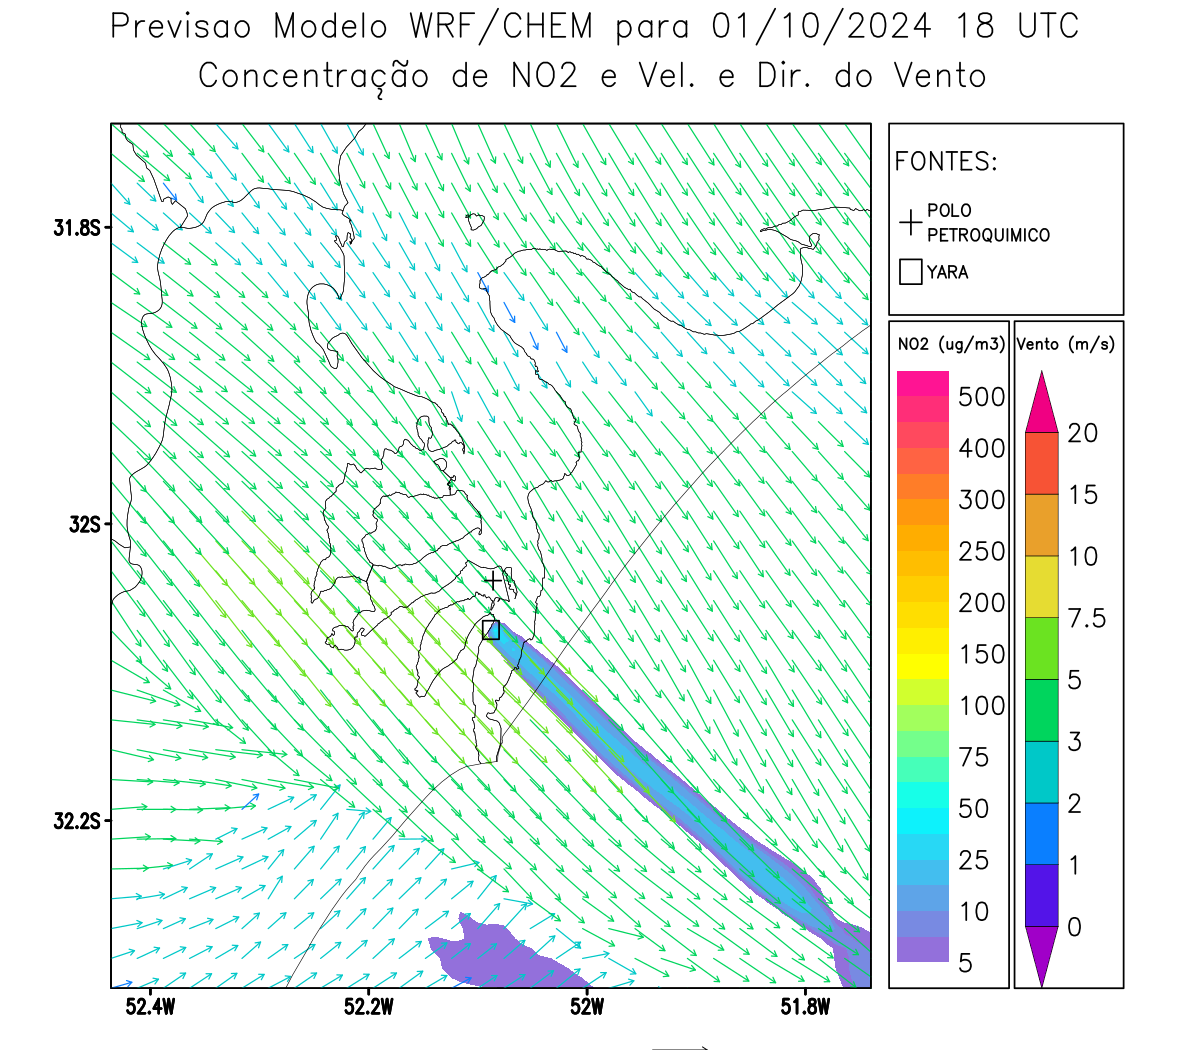 Previsao Modelo WRF/CHEM para 01/10/2024 18 UTC
Concentração de NO2 e Vel. e Dir. do Vento
FONTES:
POLO
PETROQUIMICO
YARA
NO2 (ug/m3)
500
400
300
250
200
150
100
75
50
25
10
5
Vento (m/s)
20
15
10
7.5
5
3
2
1
0
31.8S
32S
32.2S
52.4W
52.2W
52W
51.8W